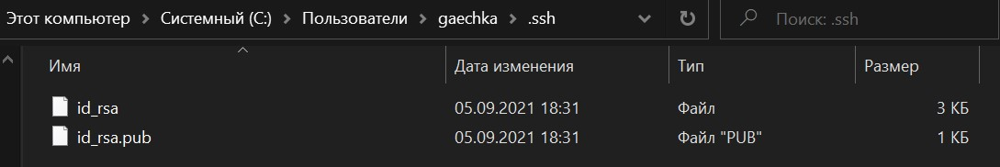 Этот компьютер > Системный (C:) > Пользователи > gaechka > .ssh Поиск: .ssh
Имя Дата изменения Тип Размер
id_rsa 05.09.2021 18:31 Файл 3 КБ
id_rsa.pub 05.09.2021 18:31 Файл "PUB" 1 КБ